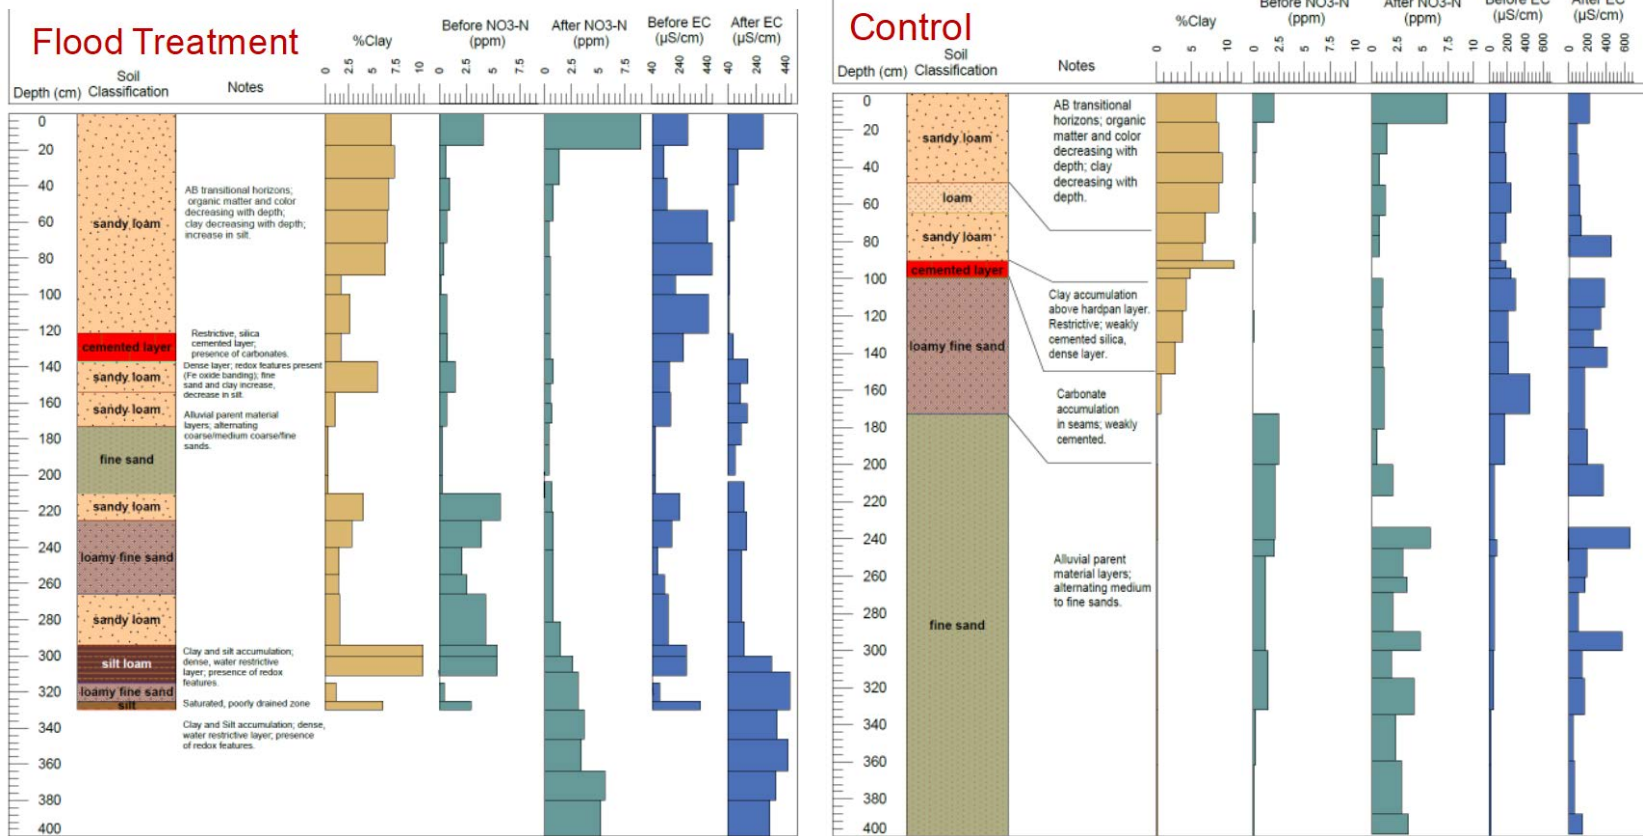 Flood Treatment
Depth (cm)
Soil
Classification
Notes
%Clay
0 2.5 5 7.5 10
Before NO3-N
(ppm)
0 2.5 5 7.5
After NO3-N
(ppm)
0 2.5 5 7.5
Before EC
(µS/cm)
40 240 440
After EC
(µS/cm)
40 240 440
0
20
40
60
80
100
120
140
160
180
200
220
240
260
280
300
320
340
360
380
400
sandy loam
cemented layer
sandy loam
sandy loam
fine sand
sandy loam
loamy fine sand
sandy loam
silt loam
loamy fine sand
silt
AB transitional horizons;
organic matter and color
decreasing with depth;
clay decreasing with depth;
increase in silt.
Restrictive, silica
cemented layer;
presence of carbonates.
Dense layer; redox features present
(Fe oxide banding); fine
sand and clay increase,
decrease in silt.
Alluvial parent material
layers; alternating
coarse/medium coarse/fine
sands.
Clay and silt accumulation;
dense, water restrictive
layer; presence of redox
features.
Saturated, poorly drained zone
Clay and Silt accumulation; dense,
water restrictive layer; presence
of redox features.
Control
Depth (cm)
Soil
Classification
Notes
%Clay
0 5 10
Before NO3-N
(ppm)
0 2.5 5 7.5 10
After NO3-N
(ppm)
0 2.5 5 7.5 10
Before EC
(µS/cm)
0 200 400 600
After EC
(µS/cm)
0 200 400 600
0
20
40
60
80
100
120
140
160
180
200
220
240
260
280
300
320
340
360
380
400
sandy loam
loam
sandy loam
cemented layer
loamy fine sand
fine sand
AB transitional
horizons; organic
matter and color
decreasing with
depth; clay
decreasing with
depth.
Clay accumulation
above hardpan layer.
Restrictive; weakly
cemented silica,
dense layer.
Carbonate
accumulation
in seams; weakly
cemented.
Alluvial parent
material layers;
alternating medium
to fine sands.